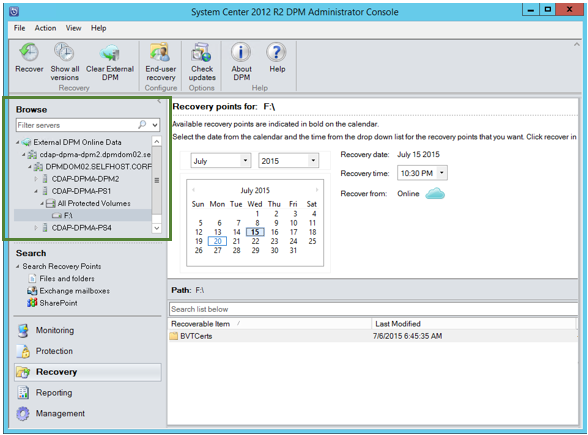 System Center 2012 R2 DPM Administrator Console
File Action View Help
Recover Show all versions Clear External DPM End-user recovery Check updates About DPM Help
Recovery Configure Options Help
Browse
Filter servers
External DPM Online Data
cdap-dpma-dpm2.dpmdom02.se
DPMDOM02.SELFHOST.CORP
CDAP-DPMA-DPM2
CDAP-DPMA-PS1
All Protected Volumes
F:\
CDAP-DPMA-PS4
Search
Search Recovery Points
Files and folders
Exchange mailboxes
SharePoint
Monitoring
Protection
Recovery
Reporting
Management
Recovery points for: F:\
Available recovery points are indicated in bold on the calendar.
Select the date from the calendar and the time from the drop down list for the recovery points that you want. Click recover in
July 2015
July 2015
Sun Mon Tue Wed Thu Fri Sat
1 2 3 4
5 6 7 8 9 10 11
12 13 14 15 16 17 18
19 20 21 22 23 24 25
26 27 28 29 30 31
Recovery date: July 15 2015
Recovery time: 10:30 PM
Recover from: Online
Path: F:\
Search list below
Recoverable Item Last Modified
BVTCerts 7/6/2015 6:45:35 AM